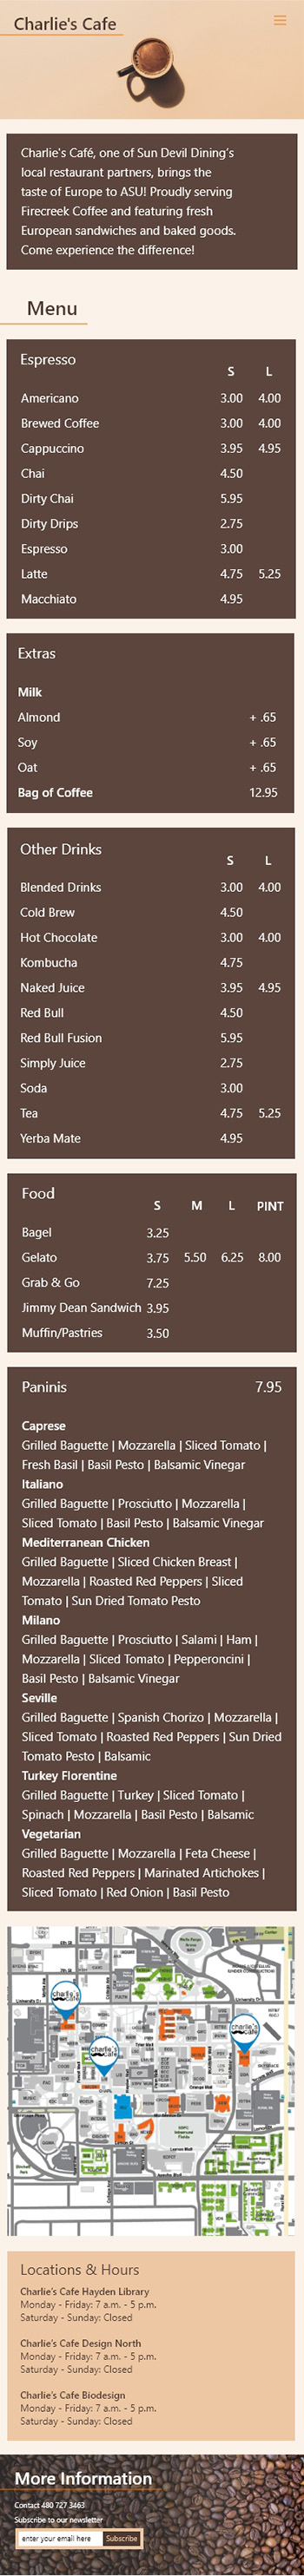 Charlie's Cafe
Charlie's Café, one of Sun Devil Dining's
local restaurant partners, brings the
taste of Europe to ASU! Proudly serving
Firecreek Coffee and featuring fresh
European sandwiches and baked goods.
Come experience the difference!
Menu
Espresso
S L
Americano 3.00 4.00
Brewed Coffee 3.00 4.00
Cappuccino 3.95 4.95
Chai 4.50
Dirty Chai 5.95
Dirty Drips 2.75
Espresso 3.00
Latte 4.75 5.25
Macchiato 4.95
Extras
Milk
Almond + .65
Soy + .65
Oat + .65
Bag of Coffee 12.95
Other Drinks
S L
Blended Drinks 3.00 4.00
Cold Brew 4.50
Hot Chocolate 3.00 4.00
Kombucha 4.75
Naked Juice 3.95 4.95
Red Bull 4.50
Red Bull Fusion 5.95
Simply Juice 2.75
Soda 3.00
Tea 4.75 5.25
Yerba Mate 4.95
Food
S M L PINT
Bagel 3.25
Gelato 3.75 5.50 6.25 8.00
Grab & Go 7.25
Jimmy Dean Sandwich 3.95
Muffin/Pastries 3.50
Paninis 7.95
Caprese
Grilled Baguette | Mozzarella | Sliced Tomato |
Fresh Basil | Basil Pesto | Balsamic Vinegar
Italiano
Grilled Baguette | Prosciutto | Mozzarella |
Sliced Tomato | Basil Pesto | Balsamic Vinegar
Mediterranean Chicken
Grilled Baguette | Sliced Chicken Breast |
Mozzarella | Roasted Red Peppers | Sliced
Tomato | Sun Dried Tomato Pesto
Milano
Grilled Baguette | Prosciutto | Salami | Ham |
Mozzarella | Sliced Tomato | Pepperoncini |
Basil Pesto | Balsamic Vinegar
Seville
Grilled Baguette | Spanish Chorizo | Mozzarella |
Sliced Tomato | Roasted Red Peppers | Sun Dried
Tomato Pesto | Balsamic
Turkey Florentine
Grilled Baguette | Turkey | Sliced Tomato |
Spinach | Mozzarella | Basil Pesto | Balsamic
Vegetarian
Grilled Baguette | Mozzarella | Feta Cheese |
Roasted Red Peppers | Marinated Artichokes |
Sliced Tomato | Red Onion | Basil Pesto
charlie's
café
charlie's
café
charlie's
café
Locations & Hours
Charlie's Cafe Hayden Library
Monday - Friday: 7 a.m. - 5 p.m.
Saturday - Sunday: Closed
Charlie's Cafe Design North
Monday - Friday: 7 a.m. - 5 p.m.
Saturday - Sunday: Closed
Charlie's Cafe Biodesign
Monday - Friday: 7 a.m. - 5 p.m.
Saturday - Sunday: Closed
More Information
Contact 480 727 3463
Subscribe to our newsletter
enter your email here Subscribe